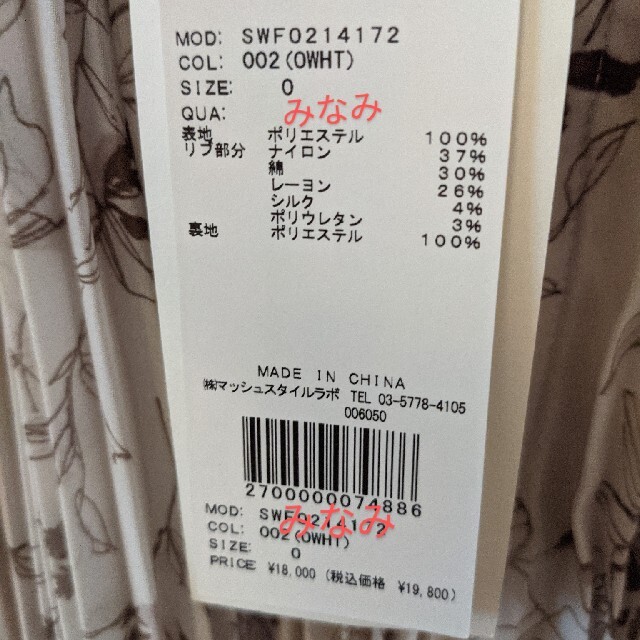 MOD: SWF0214172
COL: 002(OWHT)
SIZE: 0
QUA: みなみ
表地 ポリエステル 100%
リブ部分 ナイロン 37%
綿 30%
レーヨン 26%
シルク 4%
ポリウレタン 3%
裏地 ポリエステル 100%
MADE IN CHINA
㈱マッシュスタイルラボ TEL 03-5778-4105
006050
2700000074886
MOD: みなみ
COL: 002(OWHT)
SIZE: 0
PRICE ¥18,000 (税込価格 ¥19,800)